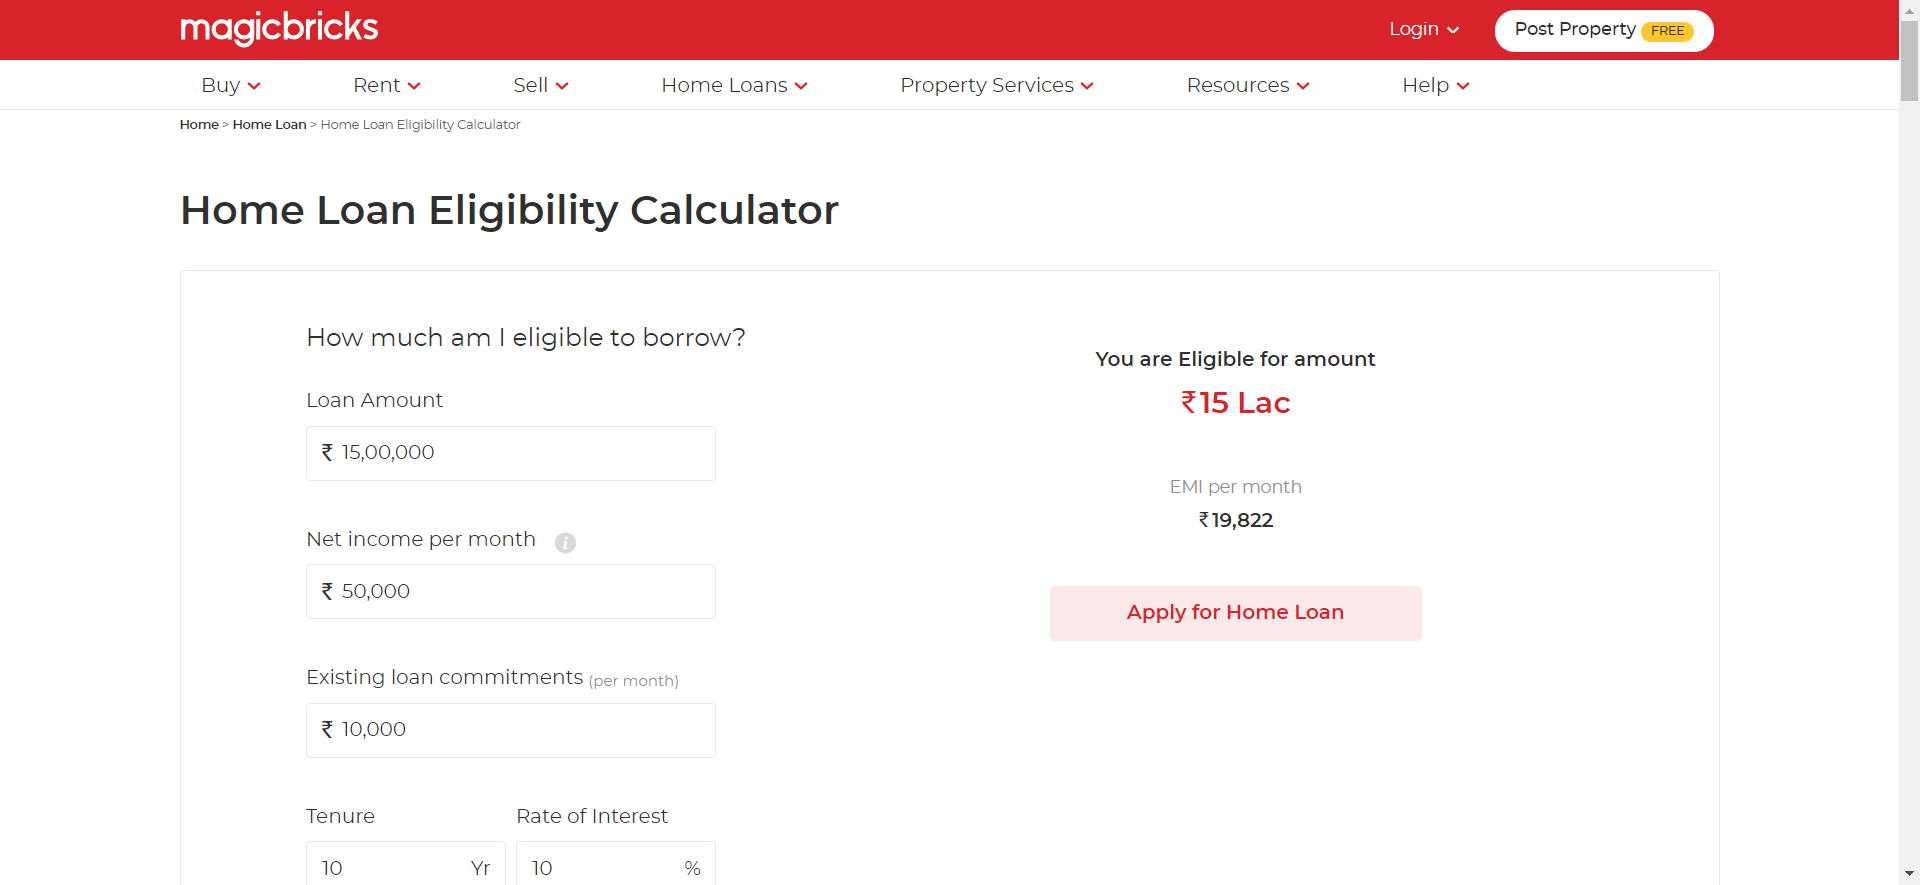 magicbricks
Login
Post Property FREE
Buy
Rent
Sell
Home Loans
Property Services
Resources
Help
Home > Home Loan > Home Loan Eligibility Calculator
Home Loan Eligibility Calculator
How much am I eligible to borrow?
Loan Amount
₹ 15,00,000
Net income per month i
₹ 50,000
Existing loan commitments (per month)
₹ 10,000
Tenure
10 Yr
Rate of Interest
10 %
You are Eligible for amount
₹15 Lac
EMI per month
₹19,822
Apply for Home Loan